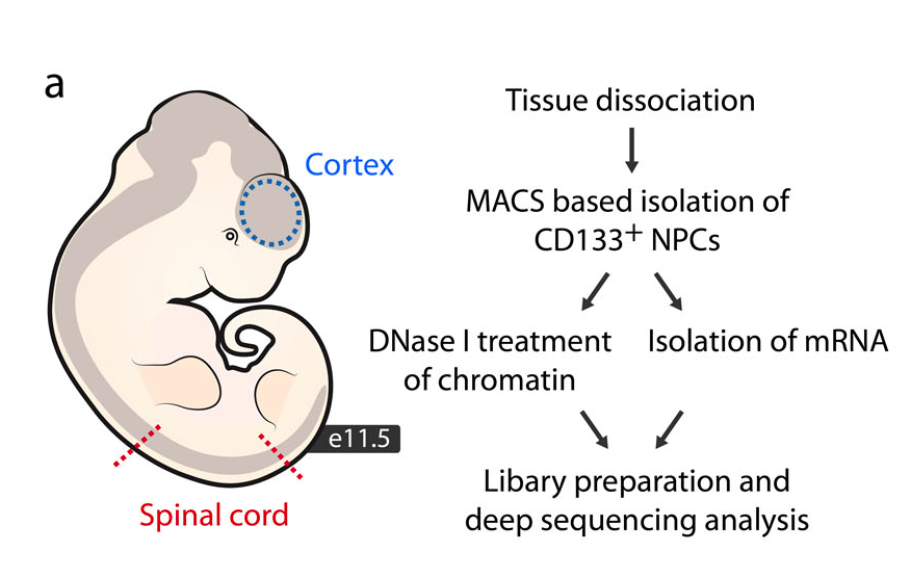 a
Cortex
e11.5
Spinal cord
Tissue dissociation
MACS based isolation of
CD133+ NPCs
DNase I treatment
of chromatin
Isolation of mRNA
Libary preparation and
deep sequencing analysis